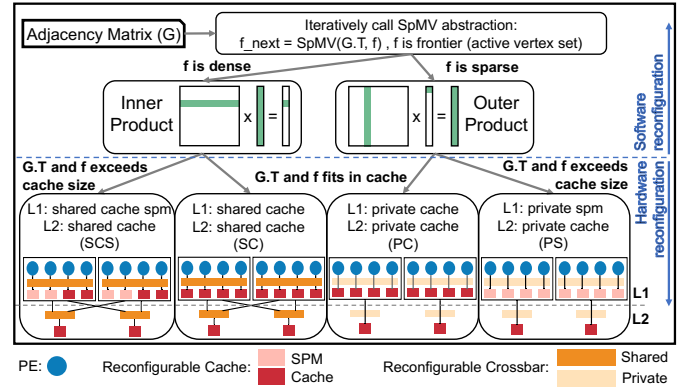 Adjacency Matrix (G)
Iteratively call SpMV abstraction:
f_next = SpMV(G.T, f) , f is frontier (active vertex set)
f is dense
f is sparse
Inner
Product
x
=
x
=
Outer
Product
Software
reconfiguration
Hardware
reconfiguration
G.T and f exceeds
cache size
G.T and f fits in cache
G.T and f exceeds
cache size
L1: shared cache spm
L2: shared cache
(SCS)
L1: shared cache
L2: shared cache
(SC)
L1: private cache
L2: private cache
(PC)
L1: private spm
L2: private cache
(PS)
L1
L2
PE:
Reconfigurable Cache:
SPM
Cache
Reconfigurable Crossbar:
Shared
Private